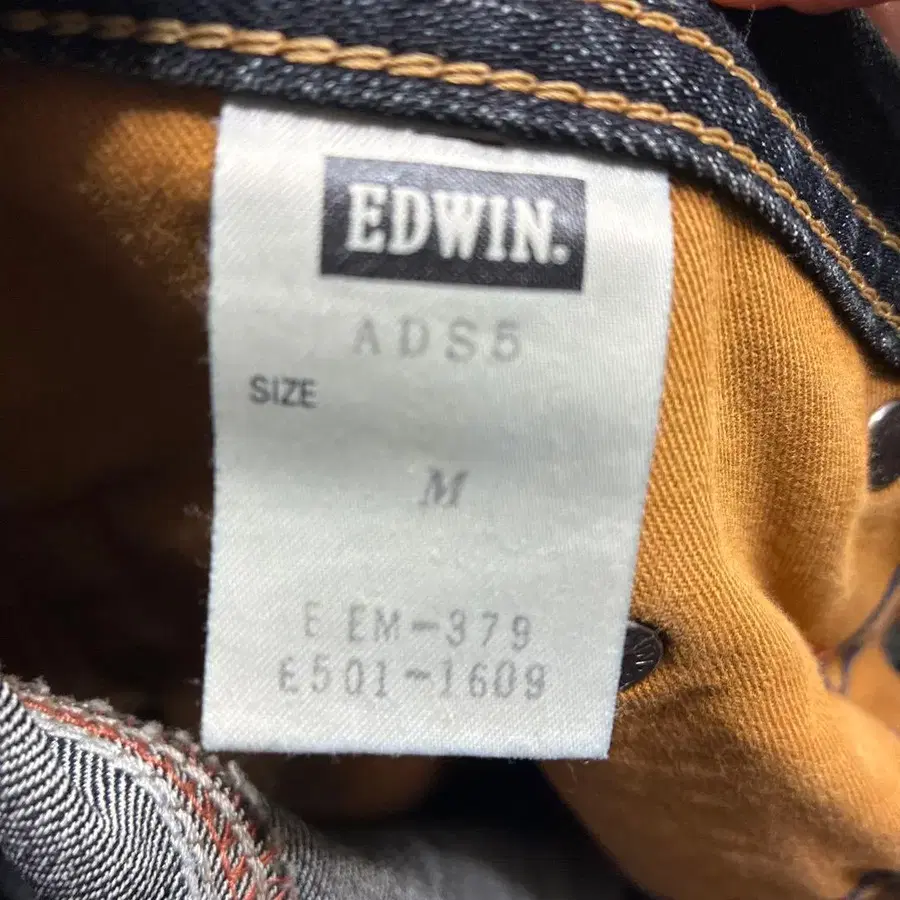 EDWIN.
ADS5
SIZE
M
E EM-379
E501-1609